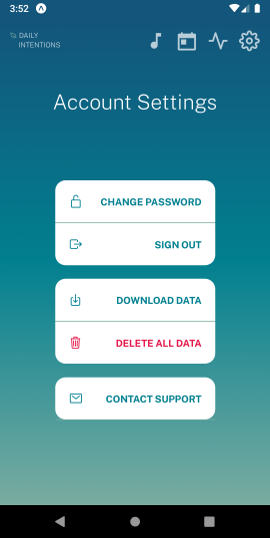 3:52
DAILY
INTENTIONS
Account Settings
CHANGE PASSWORD
SIGN OUT
DOWNLOAD DATA
DELETE ALL DATA
CONTACT SUPPORT